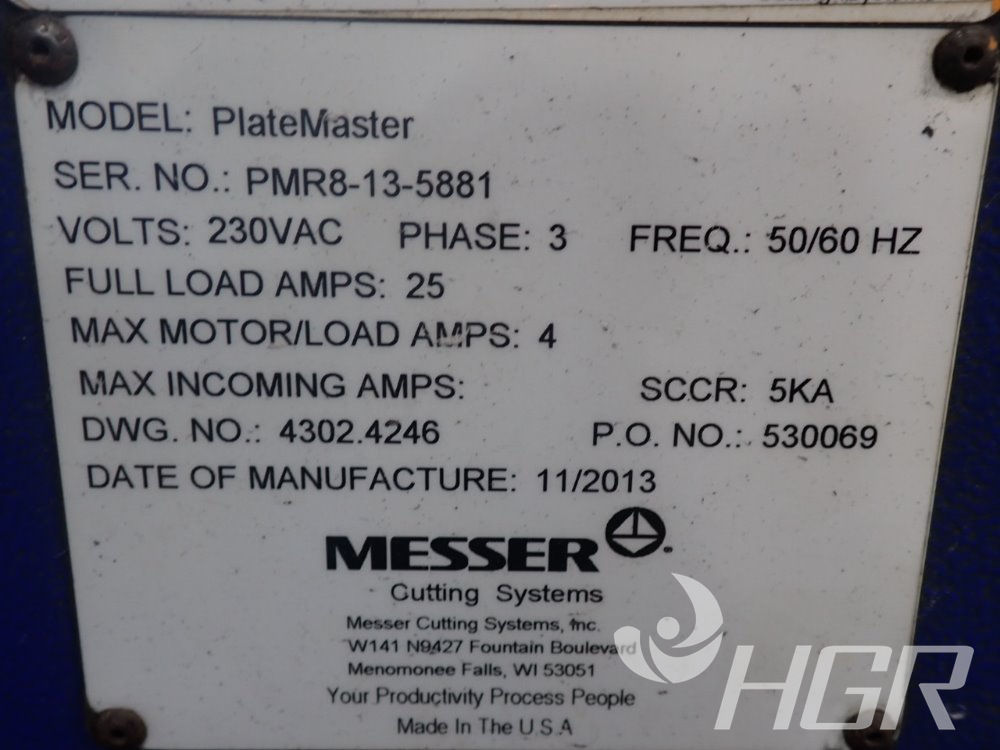 MODEL: PlateMaster
SER. NO.: PMR8-13-5881
VOLTS: 230VAC PHASE: 3 FREQ.: 50/60 HZ
FULL LOAD AMPS: 25
MAX MOTOR/LOAD AMPS: 4
MAX INCOMING AMPS: SCCR: 5KA
DWG. NO.: 4302.4246 P.O. NO.: 530069
DATE OF MANUFACTURE: 11/2013
MESSER
Cutting Systems
Messer Cutting Systems, Inc.
W141 N9427 Fountain Boulevard
Menomonee Falls, WI 53051
Your Productivity Process People
Made In The U.S.A
HGR